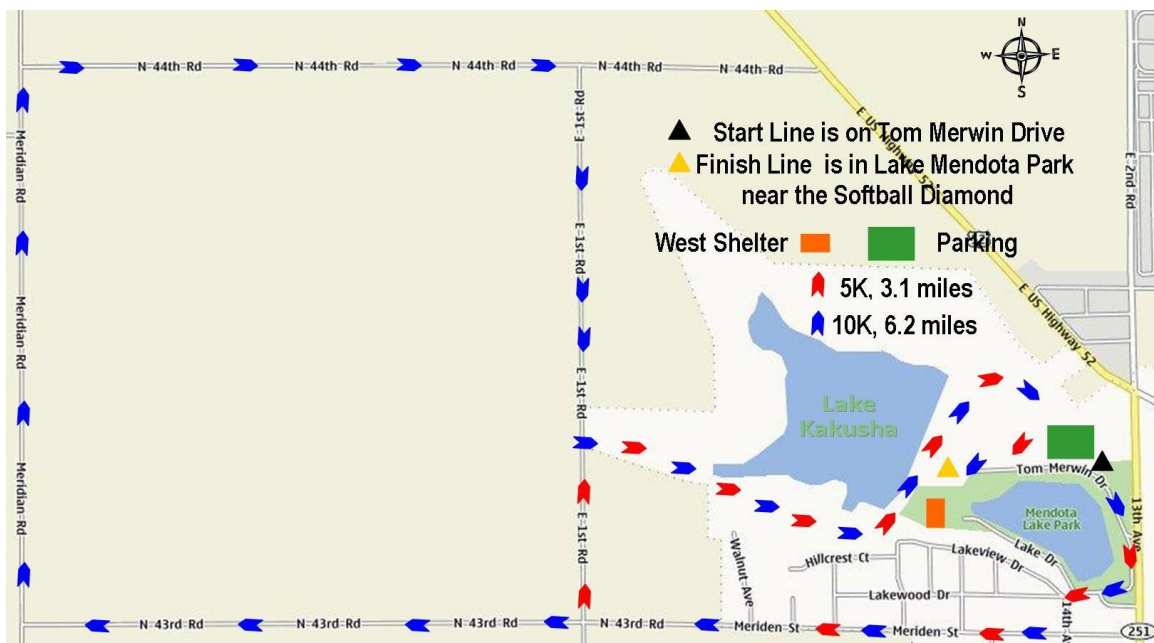 N
W E
S
N 44th Rd
N 44th Rd
N 44th Rd
N 44th Rd
N 44th Rd
E 1st Rd
E US Highway 52
E 2nd Rd
Meridian Rd
Start Line is on Tom Merwin Drive
Finish Line is in Lake Mendota Park
near the Softball Diamond
E 1st Rd
Meridian Rd
West Shelter
Parking
5K, 3.1 miles
10K, 6.2 miles
E US Highway 52
E 1st Rd
Lake
Kakusha
Meridian Rd
Tom Merwin Dr
13th Ave
Mendota
Lake Park
E 1st Rd
Walnut Ave
Hillcrest Ct
Lakeview Dr
Lake Dr
Lakewood Dr
14th Av
N 43rd Rd
N 43rd Rd
N 43rd Rd
N 43rd Rd
Meriden St
Meriden St
251